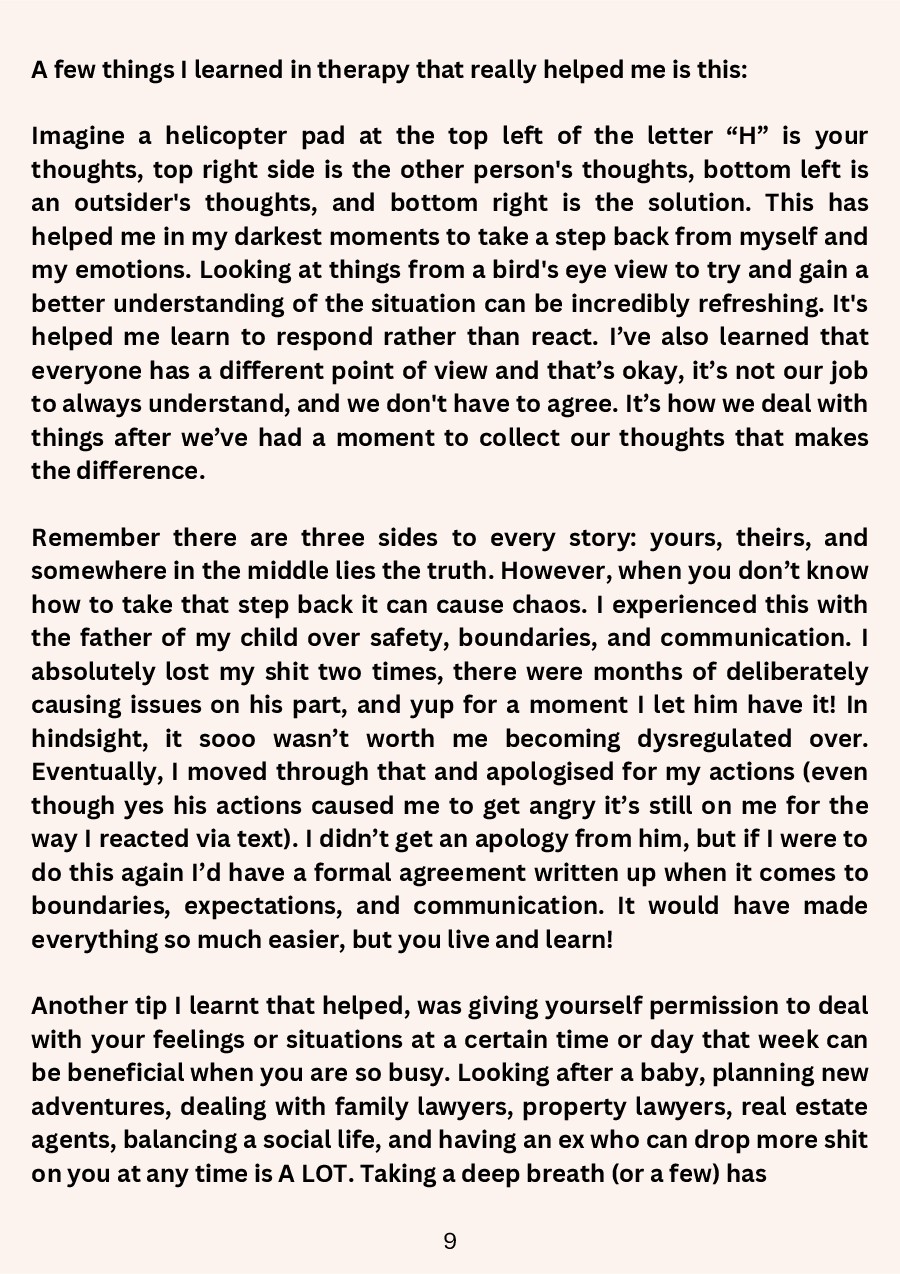 A few things I learned in therapy that really helped me is this:
Imagine a helicopter pad at the top left of the letter “H” is your
thoughts, top right side is the other person's thoughts, bottom left is
an outsider's thoughts, and bottom right is the solution. This has
helped me in my darkest moments to take a step back from myself and
my emotions. Looking at things from a bird's eye view to try and gain a
better understanding of the situation can be incredibly refreshing. It's
helped me learn to respond rather than react. I’ve also learned that
everyone has a different point of view and that’s okay, it’s not our job
to always understand, and we don't have to agree. It’s how we deal with
things after we’ve had a moment to collect our thoughts that makes
the difference.
Remember there are three sides to every story: yours, theirs, and
somewhere in the middle lies the truth. However, when you don’t know
how to take that step back it can cause chaos. I experienced this with
the father of my child over safety, boundaries, and communication. I
absolutely lost my shit two times, there were months of deliberately
causing issues on his part, and yup for a moment I let him have it! In
hindsight, it sooo wasn’t worth me becoming dysregulated over.
Eventually, I moved through that and apologised for my actions (even
though yes his actions caused me to get angry it’s still on me for the
way I reacted via text). I didn’t get an apology from him, but if I were to
do this again I’d have a formal agreement written up when it comes to
boundaries, expectations, and communication. It would have made
everything so much easier, but you live and learn!
Another tip I learnt that helped, was giving yourself permission to deal
with your feelings or situations at a certain time or day that week can
be beneficial when you are so busy. Looking after a baby, planning new
adventures, dealing with family lawyers, property lawyers, real estate
agents, balancing a social life, and having an ex who can drop more shit
on you at any time is A LOT. Taking a deep breath (or a few) has
9